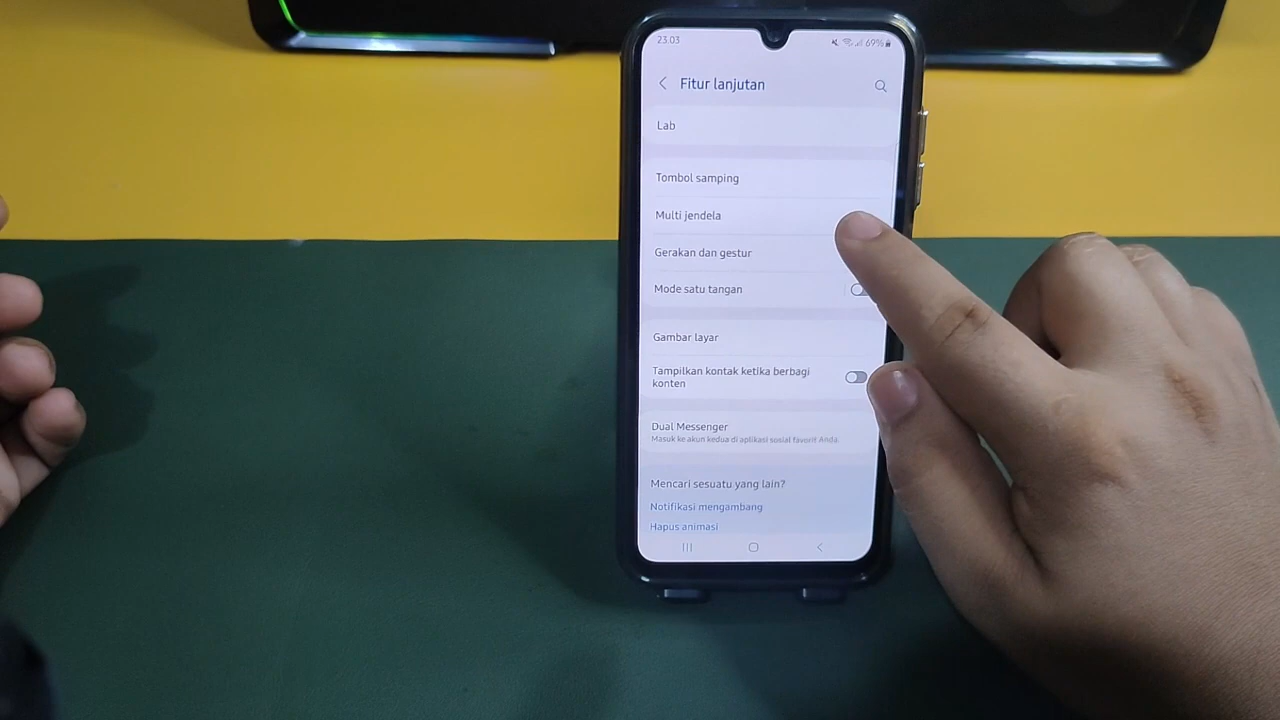 23.03
69%
Fitur lanjutan
Lab
Tombol samping
Multi jendela
Gerakan dan gestur
Mode satu tangan
Gambar layar
Tampilkan kontak ketika berbagi
konten
Dual Messenger
Masuk ke akun kedua di aplikasi sosial favorit Anda.
Mencari sesuatu yang lain?
Notifikasi mengambang
Hapus animasi